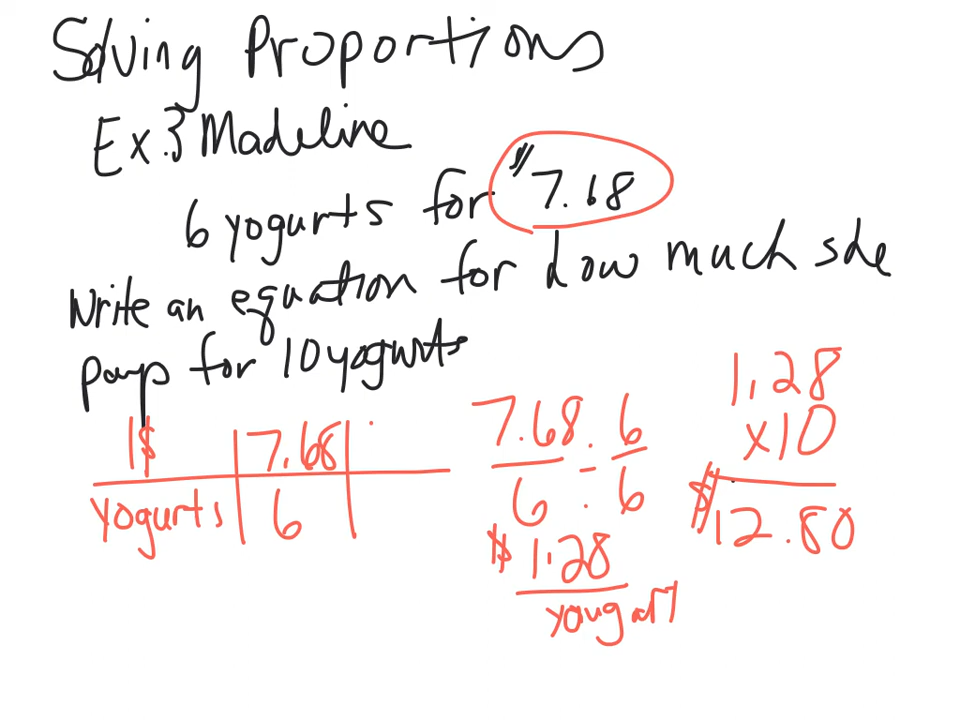 Solving Proportions
Ex.3 Madeline
6 yogurts for $7.68
Write an equation for how much she
pays for 10 yogurts
$ 7.68
yogurts 6
7.68 ÷ 6
6 ÷ 6
$1.28
yougart
1.28
x10
$12.80